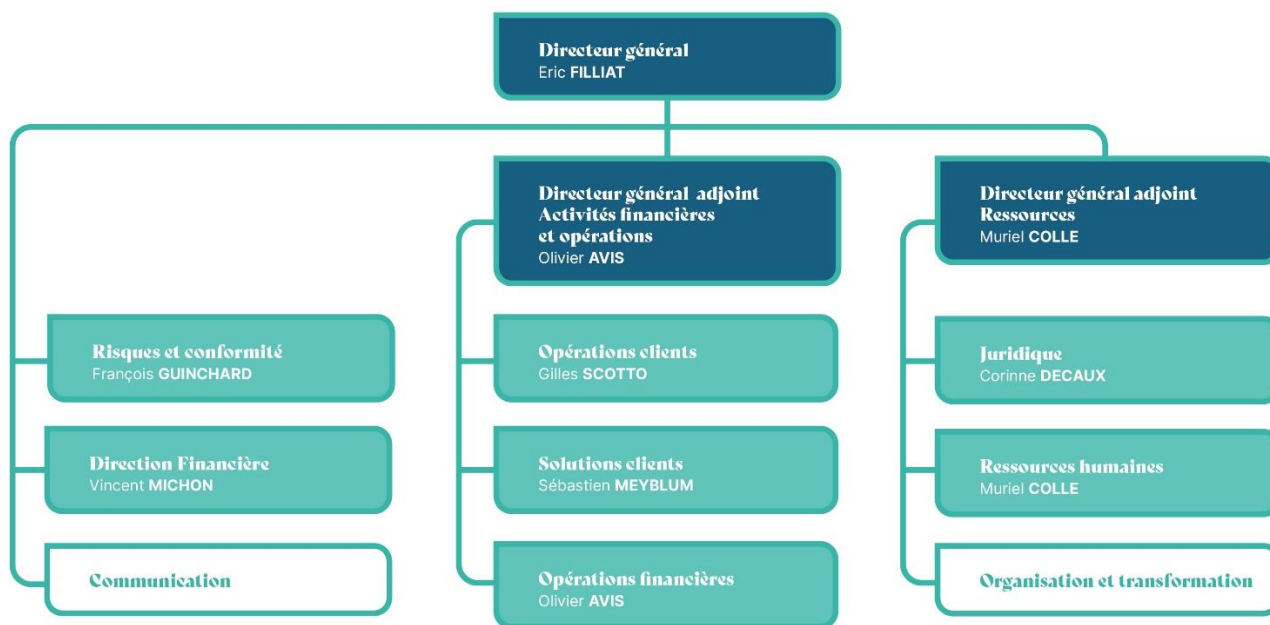 Directeur général
Eric FILLIAT
Directeur général adjoint
Activités financières
et opérations
Olivier AVIS
Directeur général adjoint
Ressources
Muriel COLLE
Risques et conformité
François GUINCHARD
Direction Financière
Vincent MICHON
Communication
Opérations clients
Gilles SCOTTO
Solutions clients
Sébastien MEYBLUM
Opérations financières
Olivier AVIS
Juridique
Corinne DECAUX
Ressources humaines
Muriel COLLE
Organisation et transformation